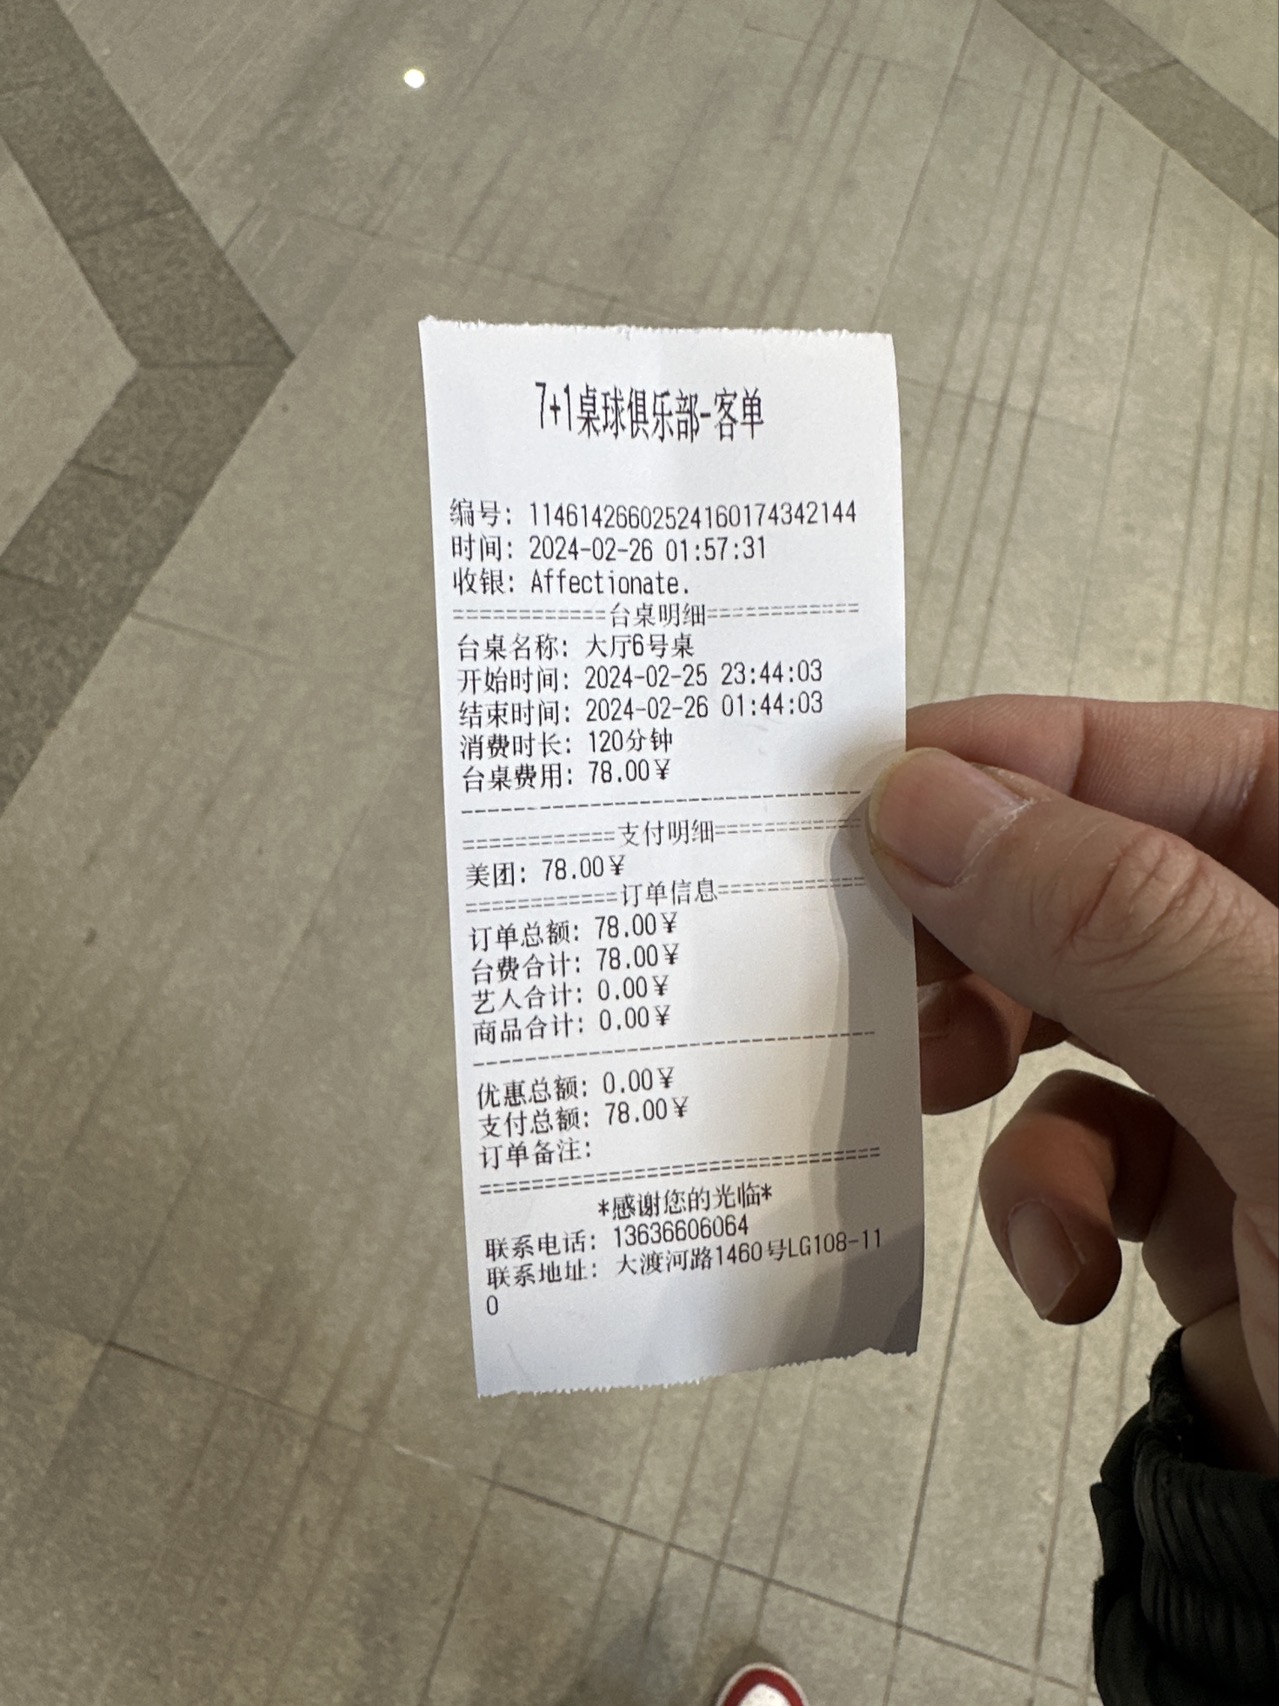 7+1桌球俱乐部-客单
编号: 1146142660252416017434​2144
时间: 2024-02-26 01:57:31
收银: Affectionate.
============台桌明细============
台桌名称: 大厅6号桌
开始时间: 2024-02-25 23:44:03
结束时间: 2024-02-26 01:44:03
消费时长: 120分钟
台桌费用: 78.00¥
--------------------------------
============支付明细============
美团: 78.00¥
============订单信息============
订单总额: 78.00¥
台费合计: 78.00¥
艺人合计: 0.00¥
商品合计: 0.00¥
--------------------------------
优惠总额: 0.00¥
支付总额: 78.00¥
订单备注:
================================
*感谢您的光临*
联系电话: 13636606064
联系地址: 大渡河路1460号LG108-11
0